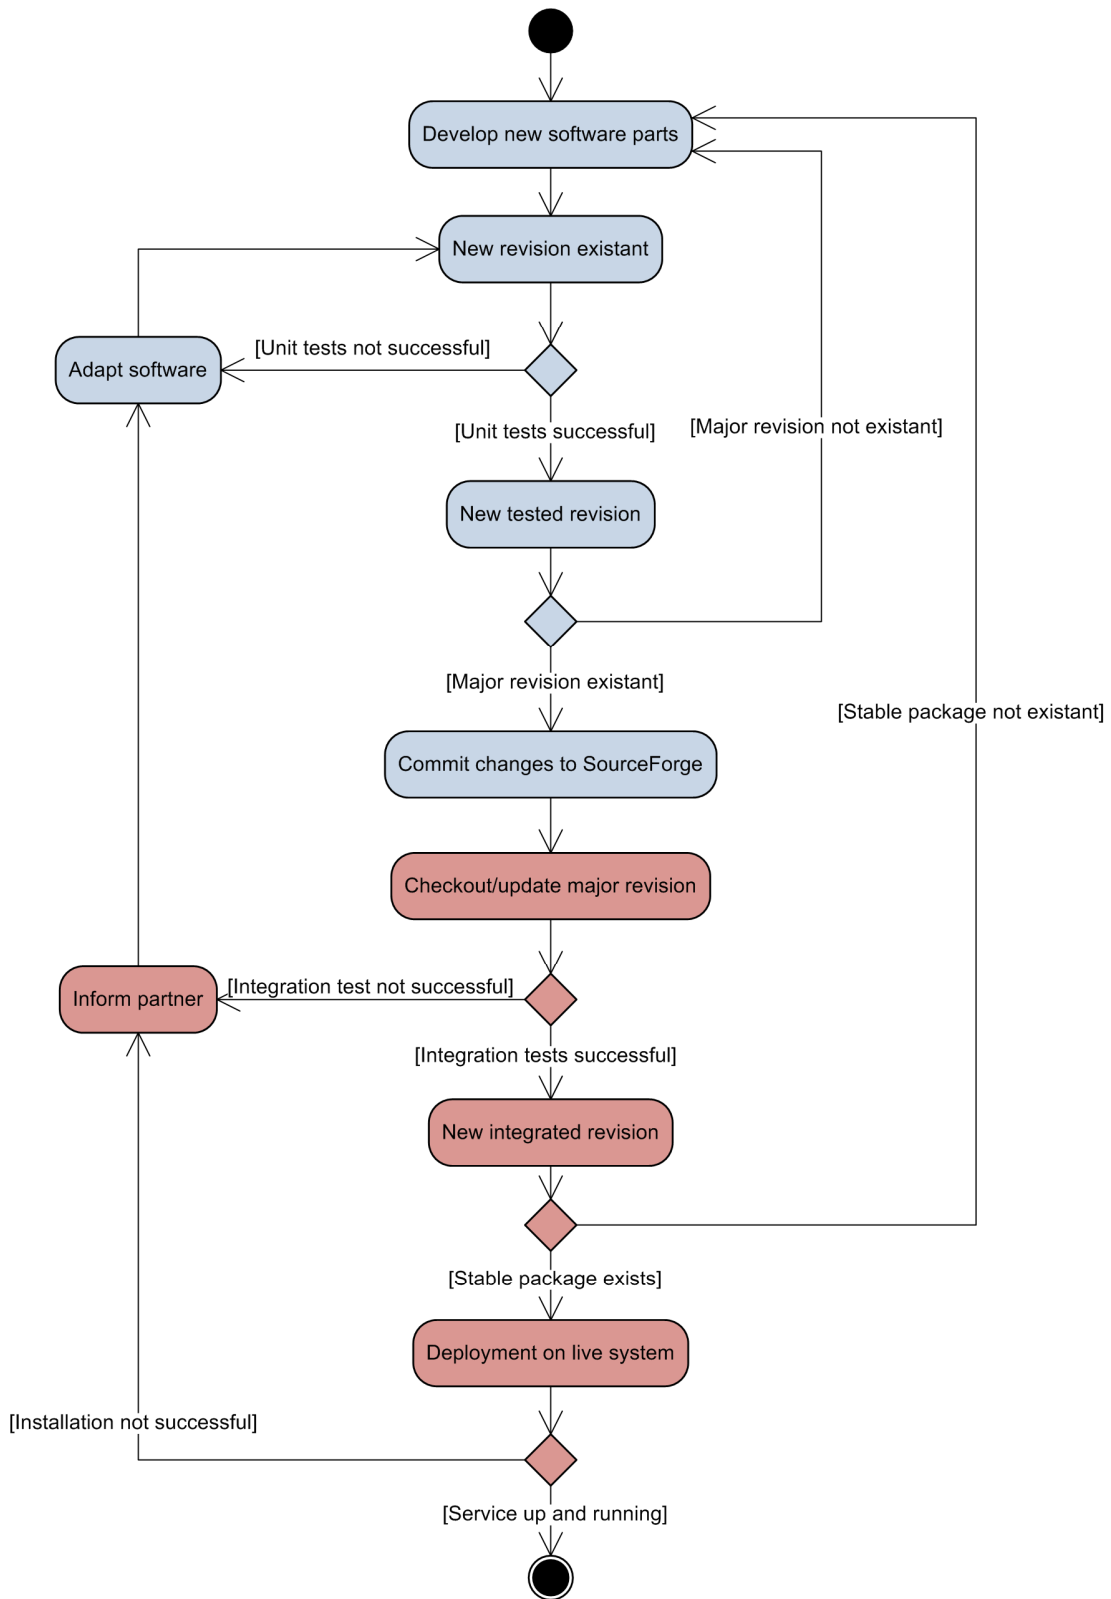 Develop new software parts
New revision existant
[Unit tests not successful]
Adapt software
[Major revision not existant]
[Unit tests successful]
New tested revision
[Major revision existant]
[Stable package not existant]
Commit changes to SourceForge
Checkout/update major revision
[Integration test not successful]
Inform partner
[Integration tests successful]
New integrated revision
[Stable package exists]
Deployment on live system
[Installation not successful]
[Service up and running]